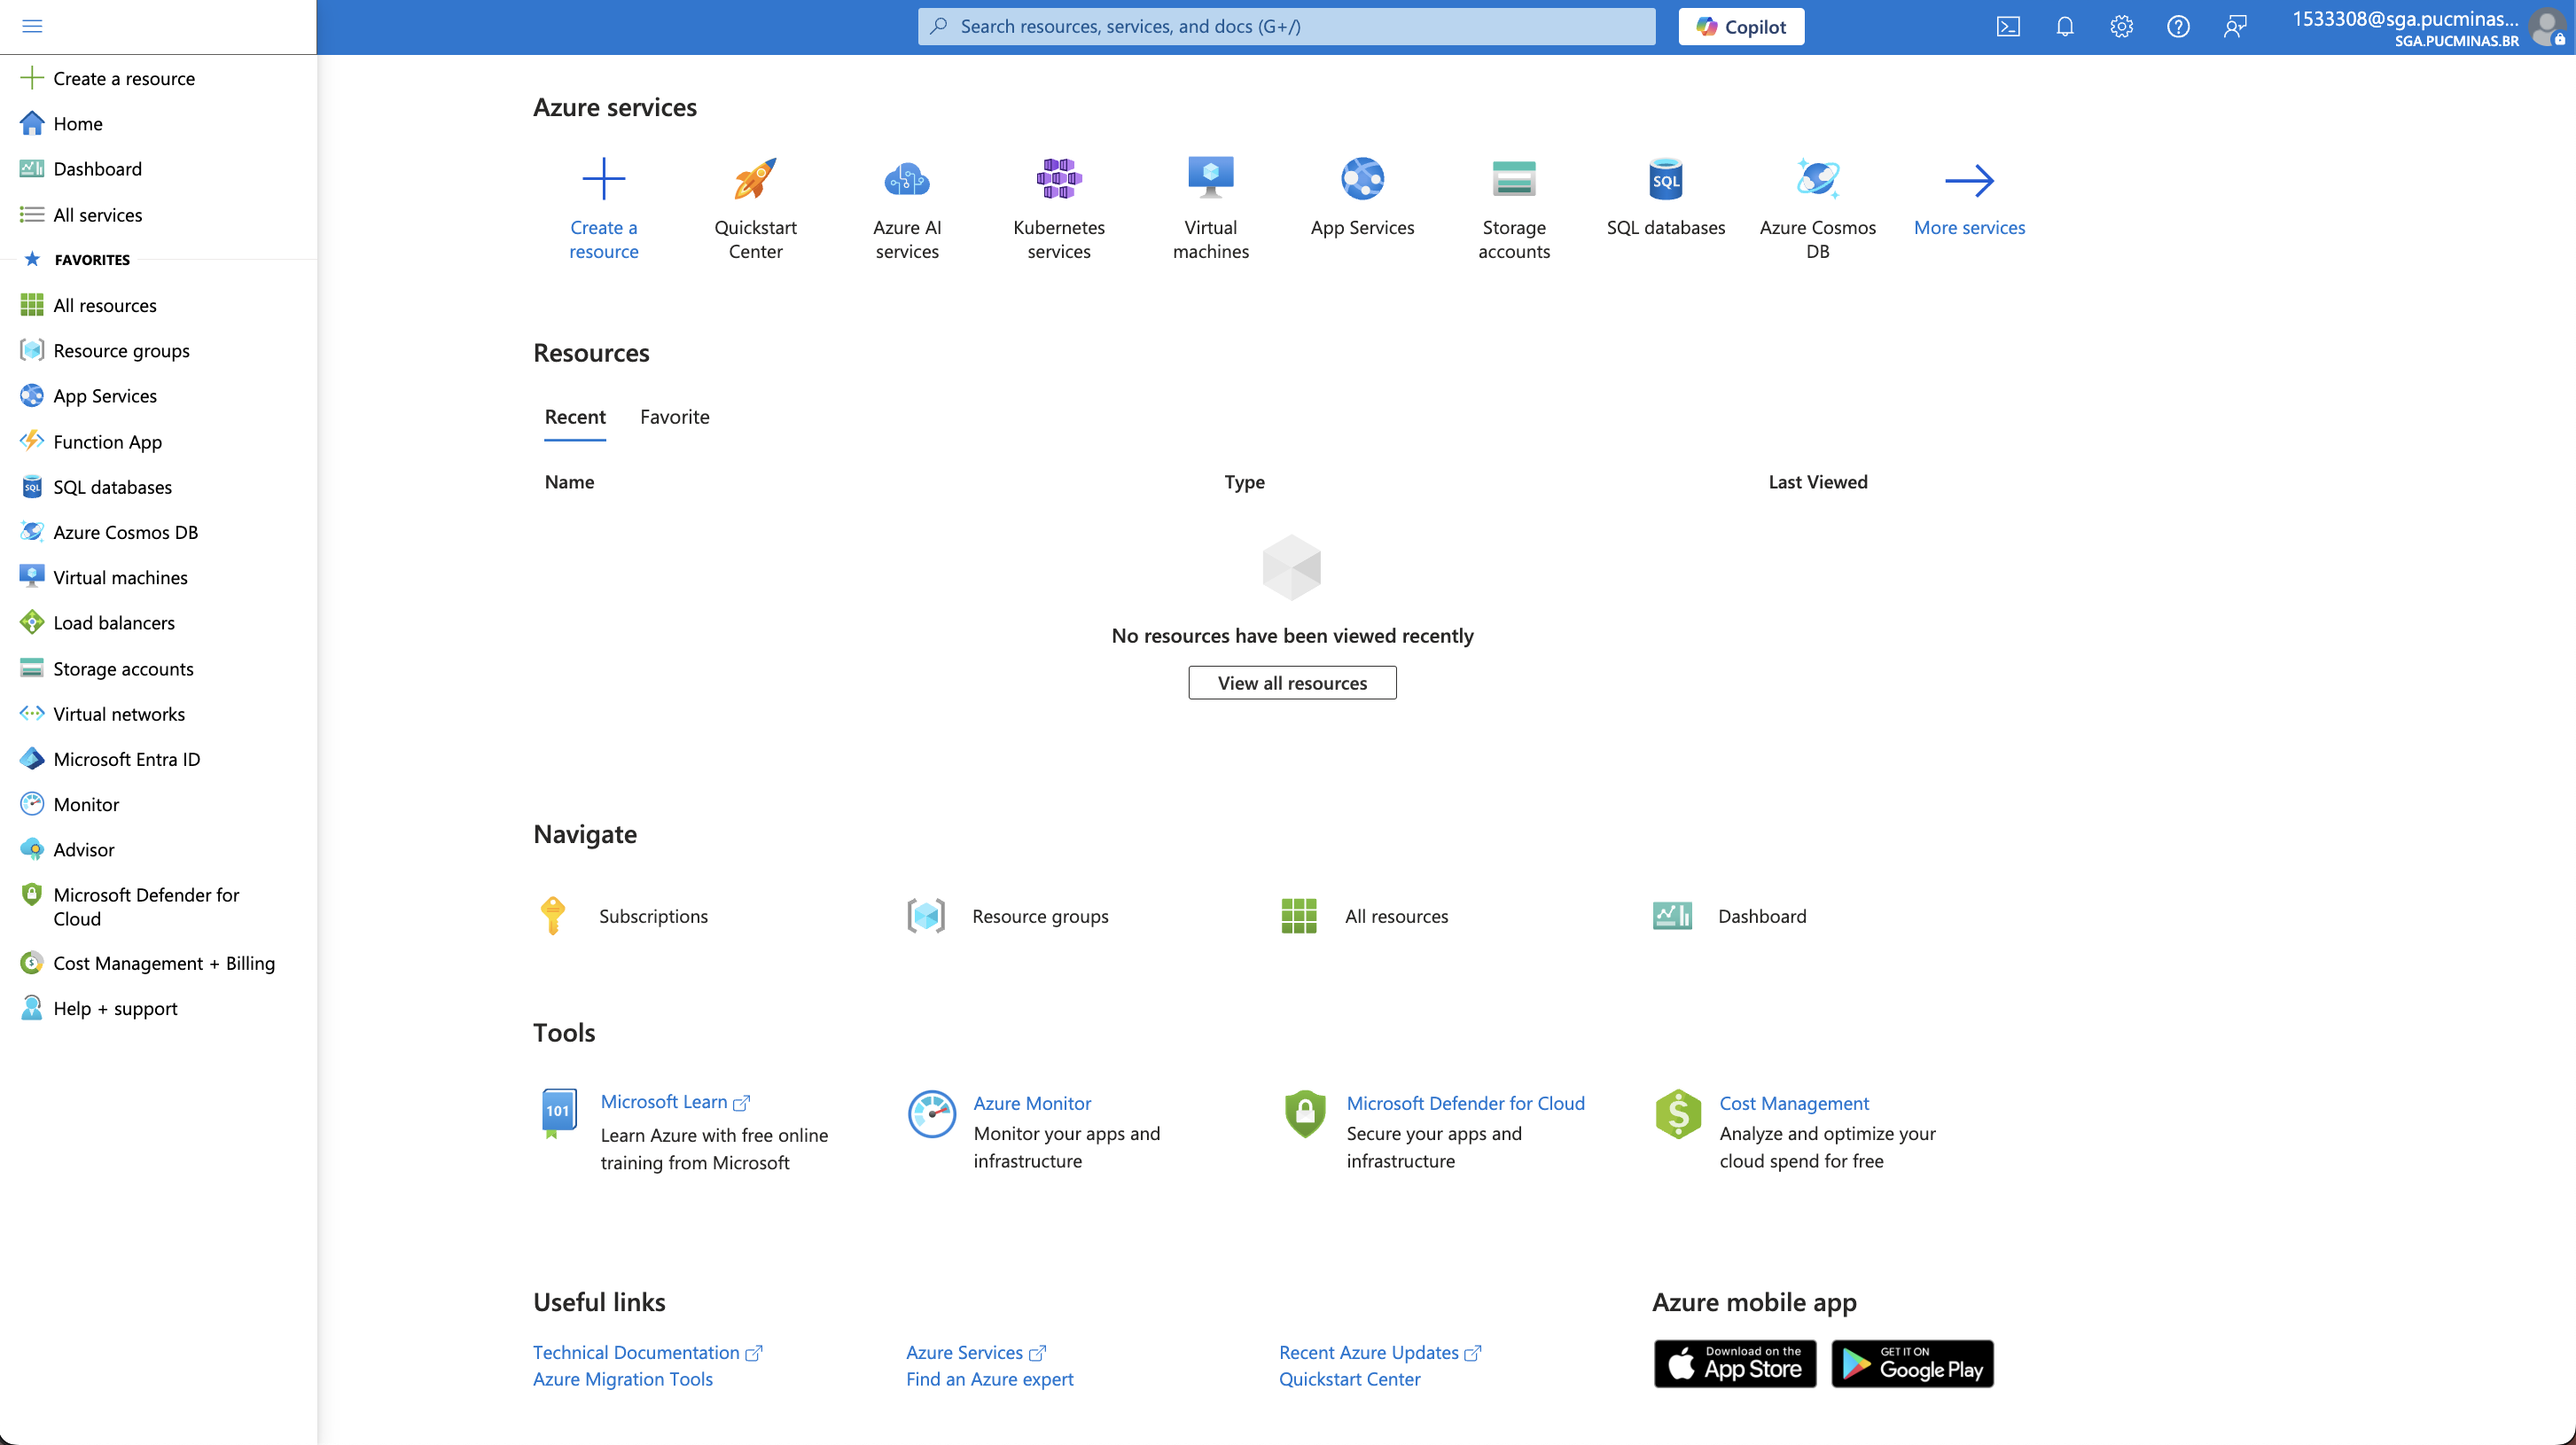 Search resources, services, and docs (G+/)
Copilot
1533308@sga.pucminas...
SGA.PUCMINAS.BR
Create a resource
Home
Dashboard
All services
FAVORITES
All resources
Resource groups
App Services
Function App
SQL
SQL databases
Azure Cosmos DB
Virtual machines
Load balancers
Storage accounts
Virtual networks
Microsoft Entra ID
Monitor
Advisor
Microsoft Defender for
Cloud
Cost Management + Billing
Help + support
Azure services
SQL
Create a
resource
Quickstart
Center
Azure AI
services
Kubernetes
services
Virtual
machines
App Services
Storage
accounts
SQL databases
Azure Cosmos
DB
More services
Resources
Recent
Favorite
Name
Type
Last Viewed
No resources have been viewed recently
View all resources
Navigate
Subscriptions
Resource groups
All resources
Dashboard
Tools
101
Microsoft Learn
Learn Azure with free online
training from Microsoft
Azure Monitor
Monitor your apps and
infrastructure
Microsoft Defender for Cloud
Secure your apps and
infrastructure
Cost Management
Analyze and optimize your
cloud spend for free
Useful links
Technical Documentation
Azure Migration Tools
Azure Services
Find an Azure expert
Recent Azure Updates
Quickstart Center
Azure mobile app
Download on the
App Store
GET IT ON
Google Play